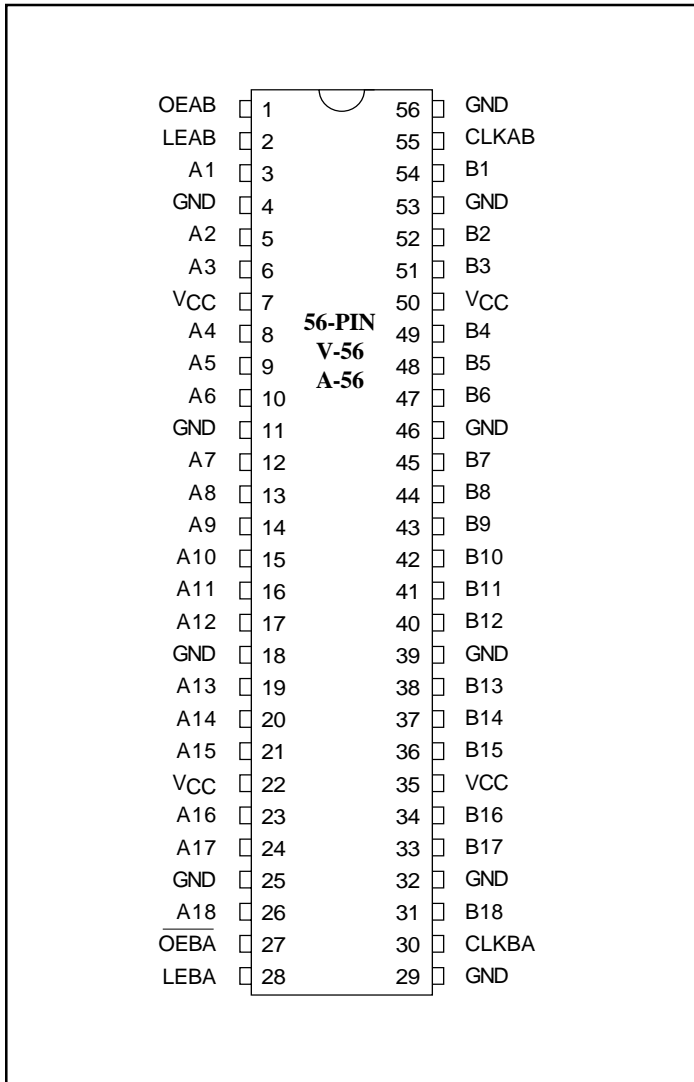 OEAB 1 56 GND
LEAB 2 55 CLKAB
A1 3 54 B1
GND 4 53 GND
A2 5 52 B2
A3 6 51 B3
VCC 7 50 VCC
A4 8 56-PIN 49 B4
A5 9 V-56 48 B5
A6 10 A-56 47 B6
GND 11 46 GND
A7 12 45 B7
A8 13 44 B8
A9 14 43 B9
A10 15 42 B10
A11 16 41 B11
A12 17 40 B12
GND 18 39 GND
A13 19 38 B13
A14 20 37 B14
A15 21 36 B15
VCC 22 35 VCC
A16 23 34 B16
A17 24 33 B17
GND 25 32 GND
A18 26 31 B18
OEBA 27 30 CLKBA
LEBA 28 29 GND